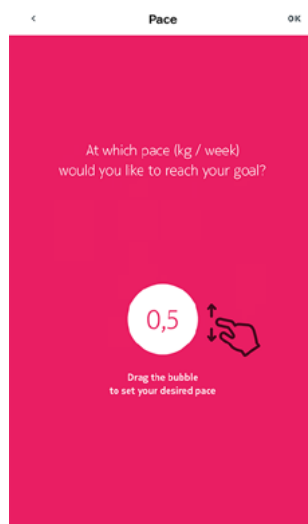 < Pace OK
At which pace (kg / week)
would you like to reach your goal?
0,5
Drag the bubble
to set your desired pace